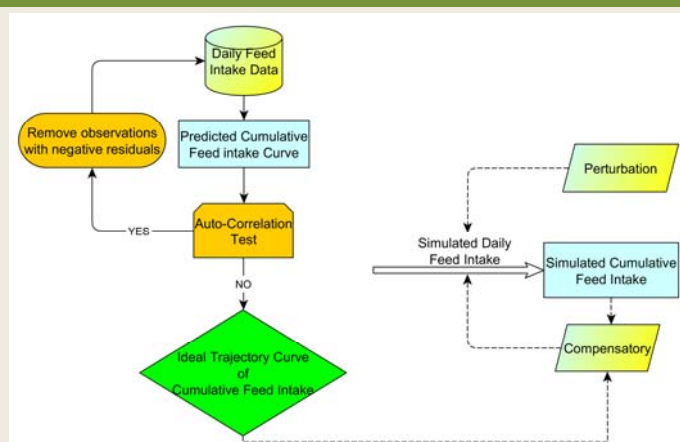 Daily Feed
Intake Data
Remove observations
with negative residuals
Predicted Cumulative
Feed intake Curve
YES
Auto-Correlation
Test
NO
Ideal Trajectory Curve
of
Cumulative Feed Intake
Perturbation
Simulated Daily
Feed Intake
Simulated Cumulative
Feed Intake
Compensatory